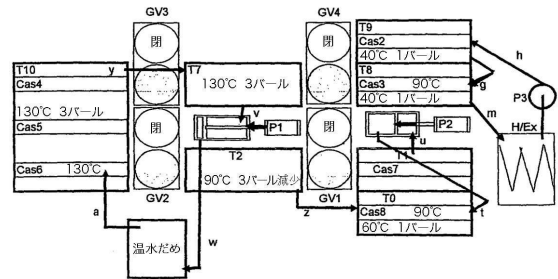 GV3
GV4
T9
Cas2
40℃ 1バール
h
T10
Cas4
y
閉
T7
閉
T8
Cas3 90℃
g
40℃ 1バール
P3
130℃ 3バール
130℃ 3バール
m
Cas5
閉
v
P1
閉
P2
H/Ex
u
T2
T1
Cas6 130℃
90℃ 3バール減少
Cas7
GV2
GV1
z
T0
Cas8 90℃
t
60℃ 1バール
a
温水だめ
w